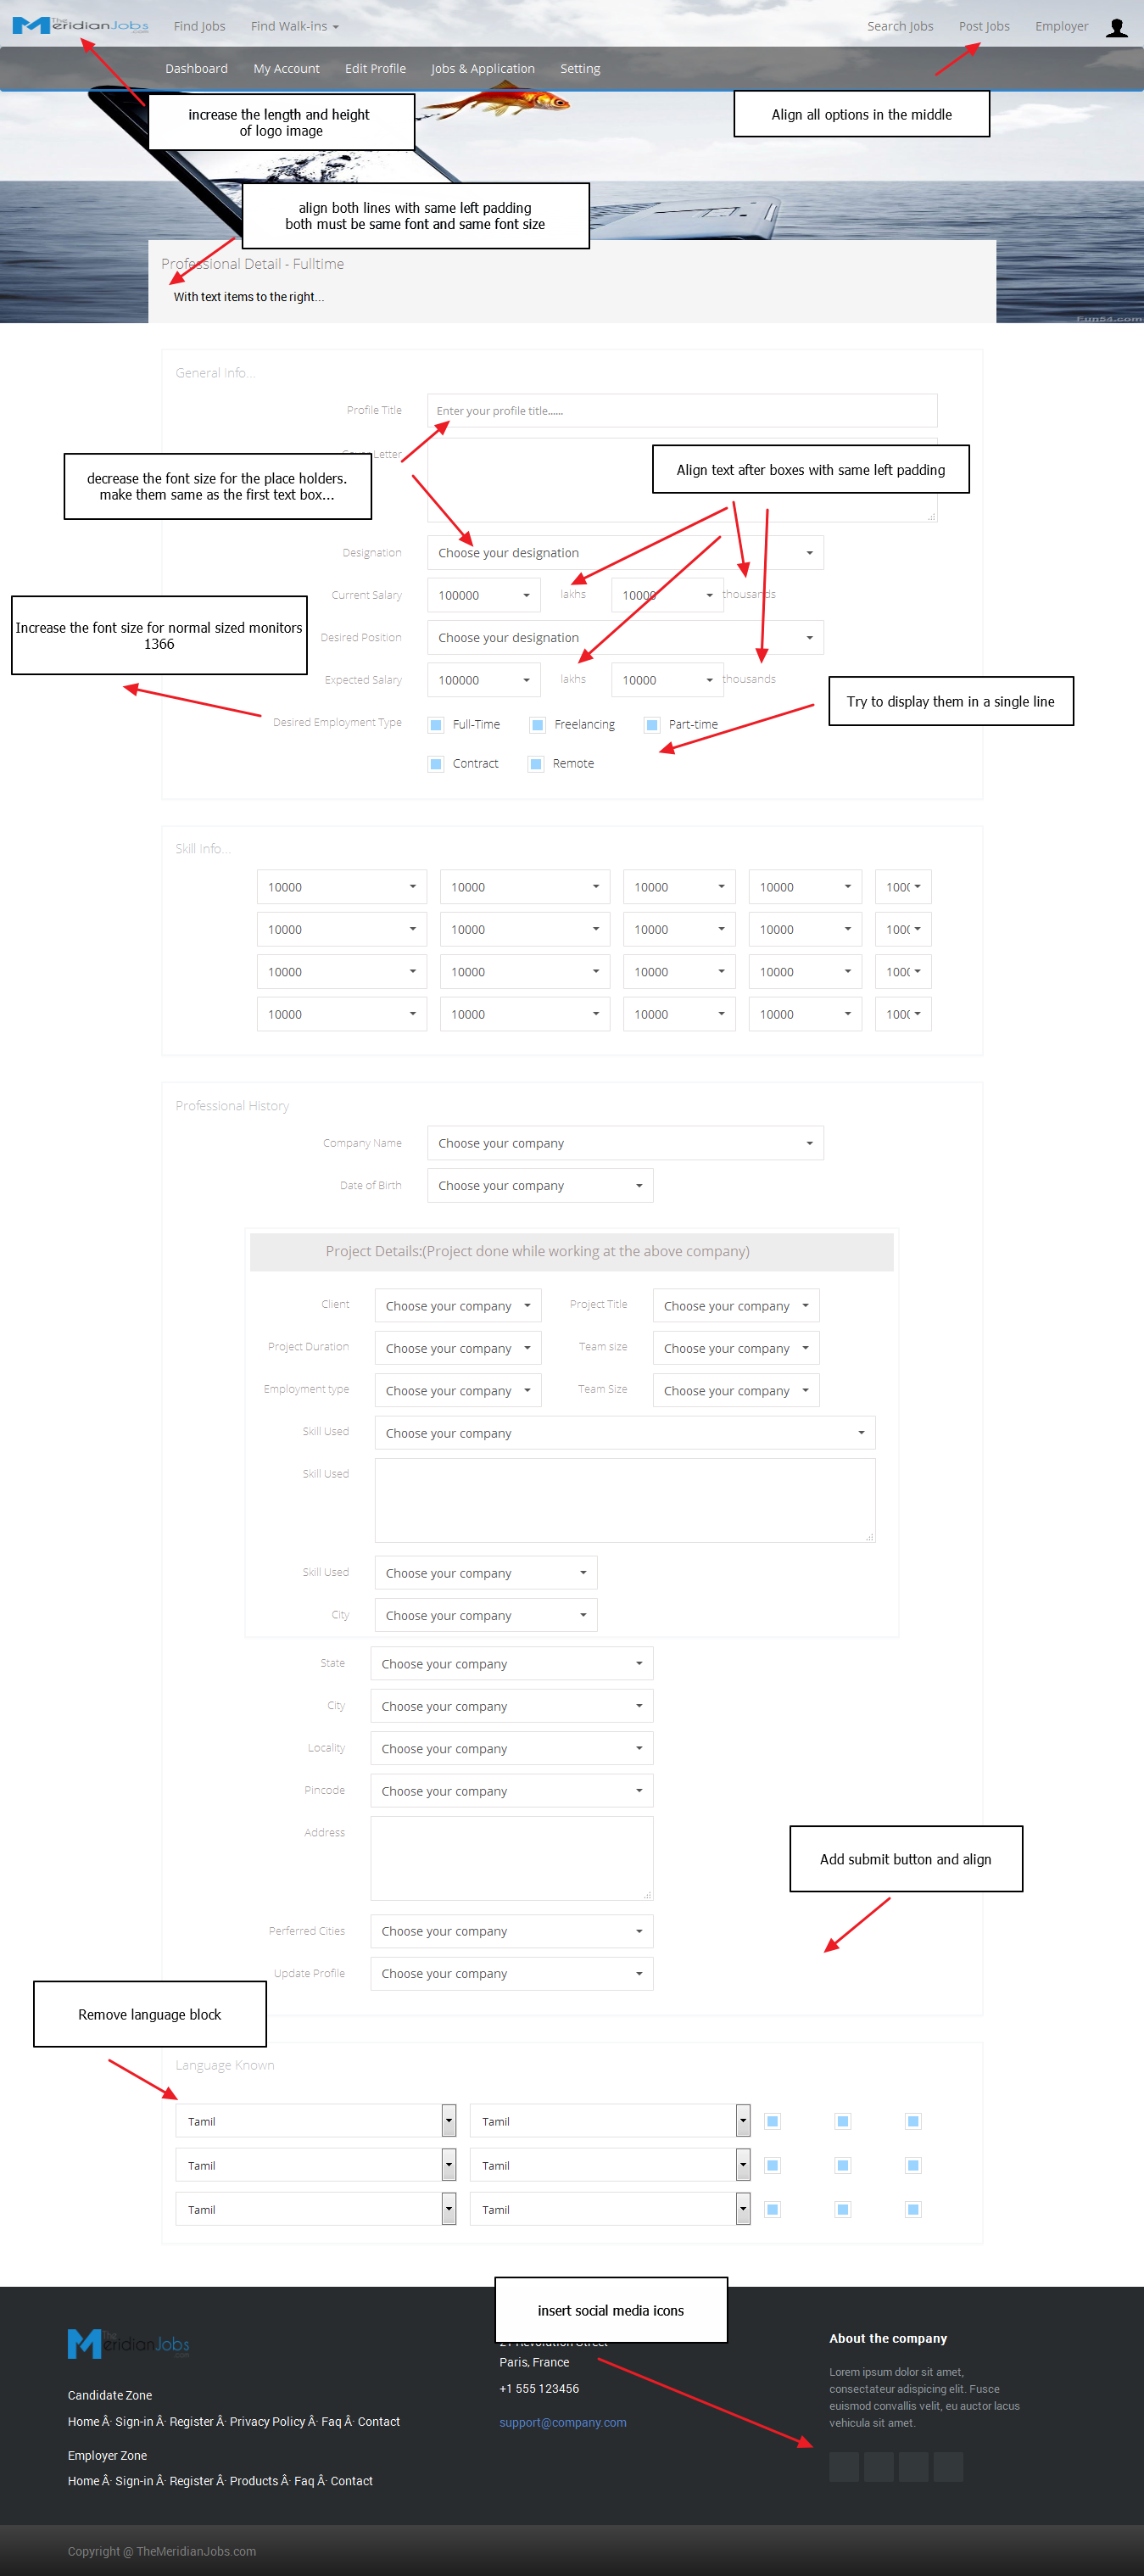 The MeridianJobs .com
Find Jobs
Find Walk-ins
Search Jobs
Post Jobs
Employer
Dashboard
My Account
Edit Profile
Jobs & Application
Setting
increase the length and height
of logo image
Align all options in the middle
align both lines with same left padding
both must be same font and same font size
Professional Detail - Fulltime
With text items to the right...
Fun54.com
General Info...
Profile Title
Enter your profile title......
Letter
decrease the font size for the place holders.
make them same as the first text box...
Align text after boxes with same left padding
Designation
Choose your designation
Current Salary
100000
lakhs
10000
thousands
Increase the font size for normal sized monitors
1366
Desired Position
Choose your designation
Expected Salary
100000
lakhs
10000
thousands
Try to display them in a single line
Desired Employment Type
Full-Time
Freelancing
Part-time
Contract
Remote
Skill Info...
10000 10000 10000 10000 1000
10000 10000 10000 10000 1000
10000 10000 10000 10000 1000
10000 10000 10000 10000 1000
Professional History
Company Name
Choose your company
Date of Birth
Choose your company
Project Details:(Project done while working at the above company)
Client
Choose your company
Project Title
Choose your company
Project Duration
Choose your company
Team size
Choose your company
Employment type
Choose your company
Team Size
Choose your company
Skill Used
Choose your company
Skill Used
Skill Used
Choose your company
City
Choose your company
State
Choose your company
City
Choose your company
Locality
Choose your company
Pincode
Choose your company
Address
Add submit button and align
Perferred Cities
Choose your company
Update Profile
Choose your company
Remove language block
Language Known
Tamil
Tamil
Tamil
Tamil
Tamil
Tamil
insert social media icons
The MeridianJobs .com
Candidate Zone
Home Â· Sign-in Â· Register Â· Privacy Policy Â· Faq Â· Contact
Employer Zone
Home Â· Sign-in Â· Register Â· Products Â· Faq Â· Contact
21 Revolution Street
Paris, France
+1 555 123456
support@company.com
About the company
Lorem ipsum dolor sit amet,
consectateur adispicing elit. Fusce
euismod convallis velit, eu auctor lacus
vehicula sit amet.
Copyright @ TheMeridianJobs.com